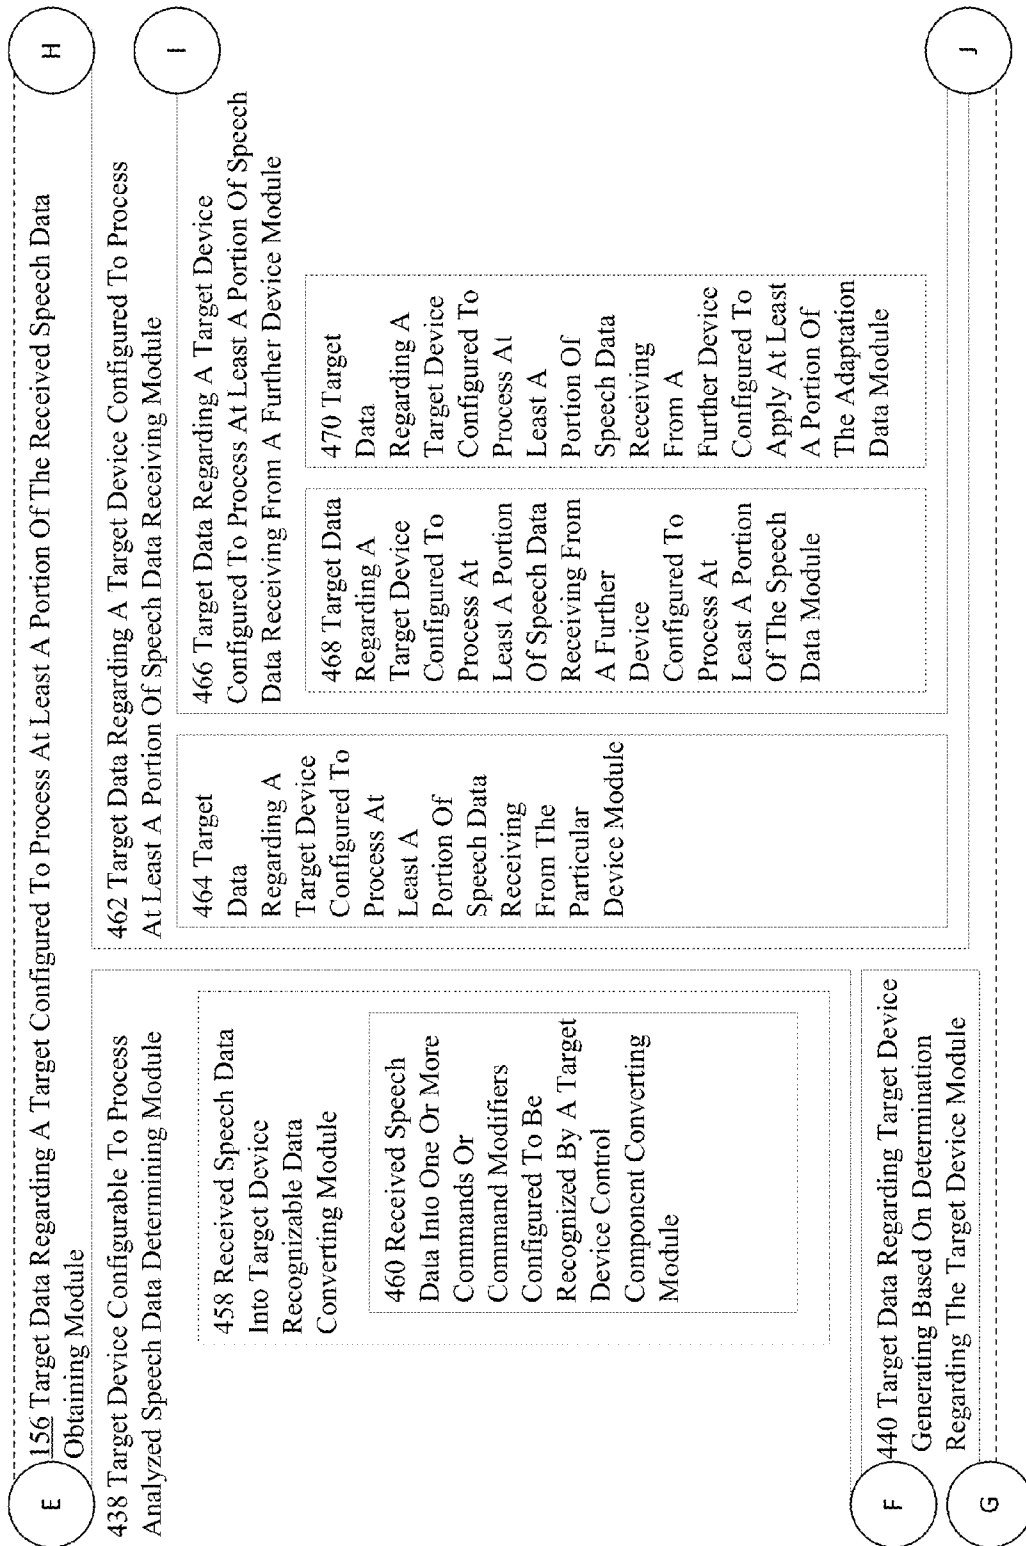 E
H
156 Target Data Regarding A Target Configured To Process At Least A Portion Of The Received Speech Data
Obtaining Module
438 Target Device Configurable To Process
Analyzed Speech Data Determining Module
458 Received Speech Data
Into Target Device
Recognizable Data
Converting Module
460 Received Speech
Data Into One Or More
Commands Or
Command Modifiers
Configured To Be
Recognized By A Target
Device Control
Component Converting
Module
F
440 Target Data Regarding Target Device
Generating Based On Determination
Regarding The Target Device Module
G
462 Target Data Regarding A Target Device Configured To Process
At Least A Portion Of Speech Data Receiving Module
I
464 Target
Data
Regarding A
Target Device
Configured To
Process At
Least A
Portion Of
Speech Data
Receiving
From The
Particular
Device Module
466 Target Data Regarding A Target Device
Configured To Process At Least A Portion Of Speech
Data Receiving From A Further Device Module
468 Target Data
Regarding A
Target Device
Configured To
Process At
Least A Portion
Of Speech Data
Receiving From
A Further
Device
Configured To
Process At
Least A Portion
Of The Speech
Data Module
470 Target
Data
Regarding A
Target Device
Configured To
Process At
Least A
Portion Of
Speech Data
Receiving
From A
Further Device
Configured To
Apply At Least
A Portion Of
The Adaptation
Data Module
J